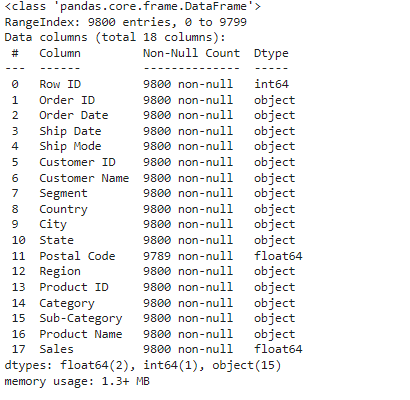 <class 'pandas.core.frame.DataFrame'>
RangeIndex: 9800 entries, 0 to 9799
Data columns (total 18 columns):
 #   Column         Non-Null Count  Dtype
---  ------         --------------  -----
 0   Row ID         9800 non-null   int64
 1   Order ID       9800 non-null   object
 2   Order Date     9800 non-null   object
 3   Ship Date      9800 non-null   object
 4   Ship Mode      9800 non-null   object
 5   Customer ID    9800 non-null   object
 6   Customer Name  9800 non-null   object
 7   Segment        9800 non-null   object
 8   Country        9800 non-null   object
 9   City           9800 non-null   object
 10  State          9800 non-null   object
 11  Postal Code    9789 non-null   float64
 12  Region         9800 non-null   object
 13  Product ID     9800 non-null   object
 14  Category       9800 non-null   object
 15  Sub-Category   9800 non-null   object
 16  Product Name   9800 non-null   object
 17  Sales          9800 non-null   float64
dtypes: float64(2), int64(1), object(15)
memory usage: 1.3+ MB